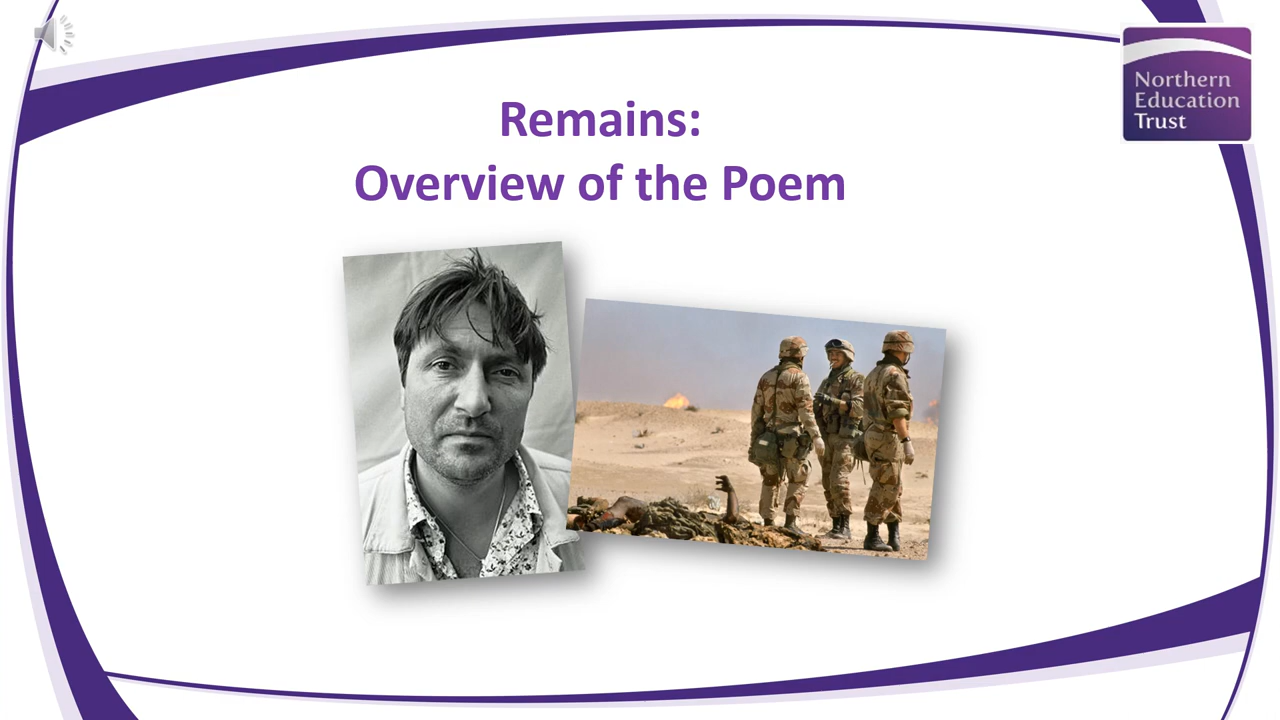 Remains:
Overview of the Poem
Northern
Education
Trust